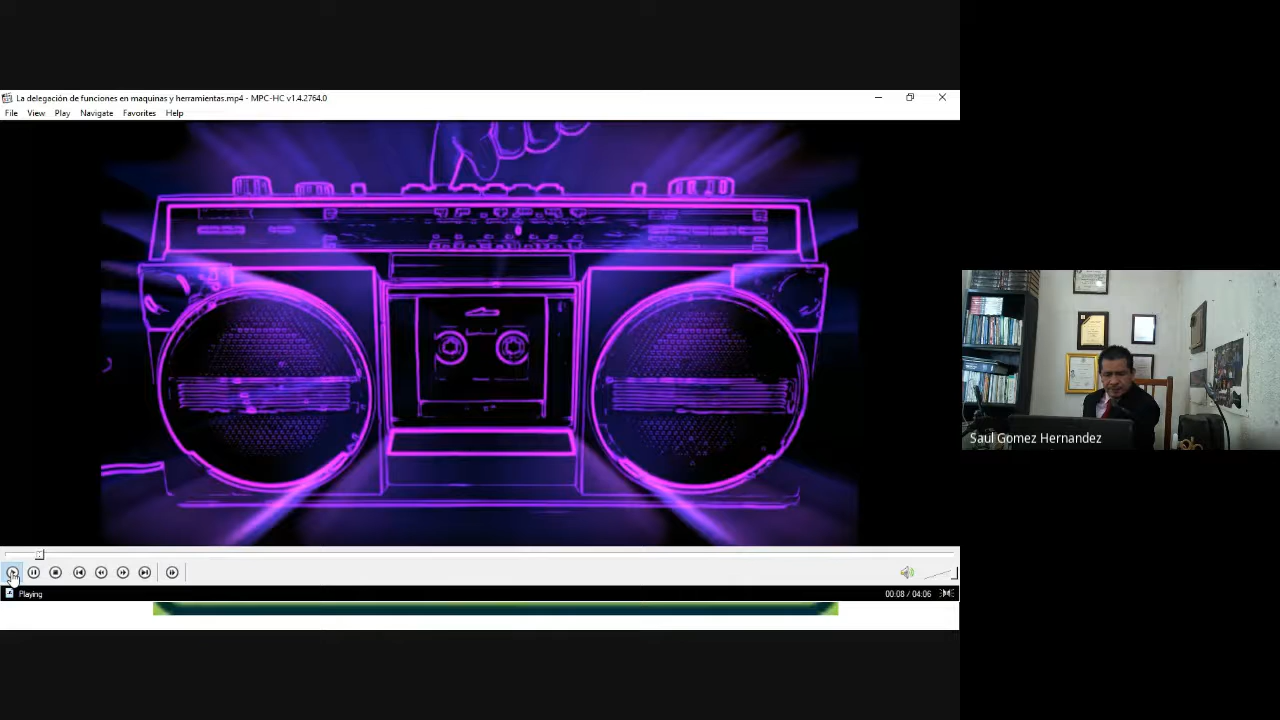 La delegación de funciones en maquinas y herramientas.mp4 - MPC-HC v1.4.2764.0
File View Play Navigate Favorites Help
Saul Gomez Hernandez
Playing
00:08 / 04:06